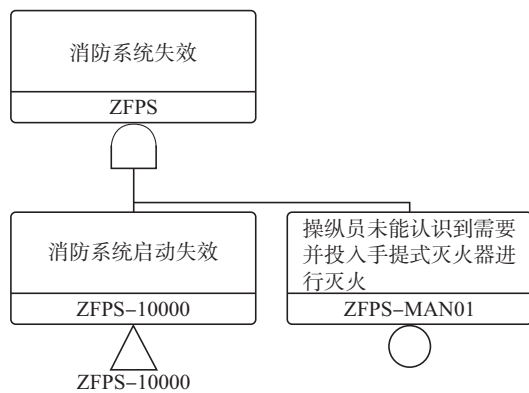 消防系统失效
ZFPS
消防系统启动失效
ZFPS–10000
ZFPS–10000
操纵员未能认识到需要
并投入手提式灭火器进
行灭火
ZFPS–MAN01